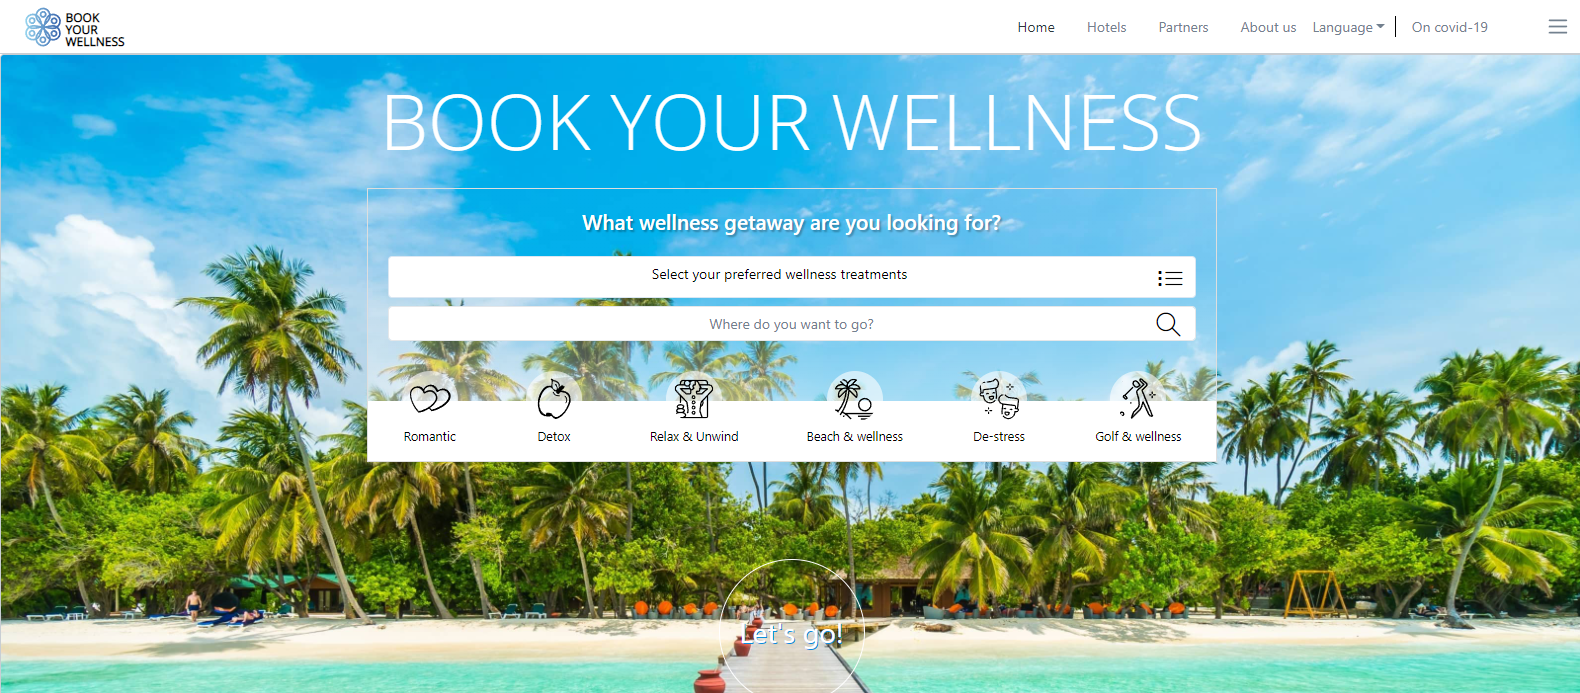 BOOK
YOUR
WELLNESS
Home Hotels Partners About us Language On covid-19
BOOK YOUR WELLNESS
What wellness getaway are you looking for?
Select your preferred wellness treatments
Where do you want to go?
Romantic Detox Relax & Unwind Beach & wellness De-stress Golf & wellness
Let's go!